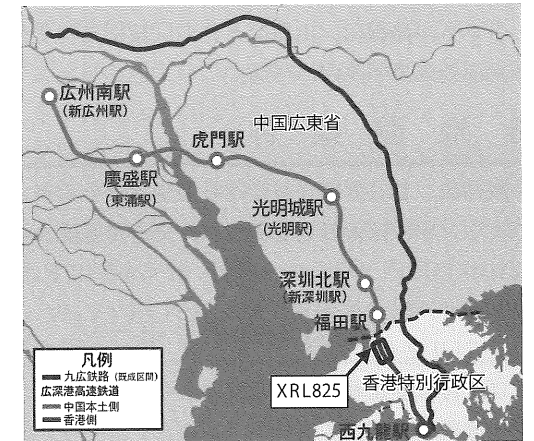 広州南駅
(新広州駅)
虎門駅
中国広東省
慶盛駅
(東涌駅)
光明城駅
(光明駅)
深圳北駅
(新深圳駅)
福田駅
XRL825
香港特別行政区
西九龍駅
凡例
九広鉄路(既成区間)
広深港高速鉄道
中国本土側
香港側